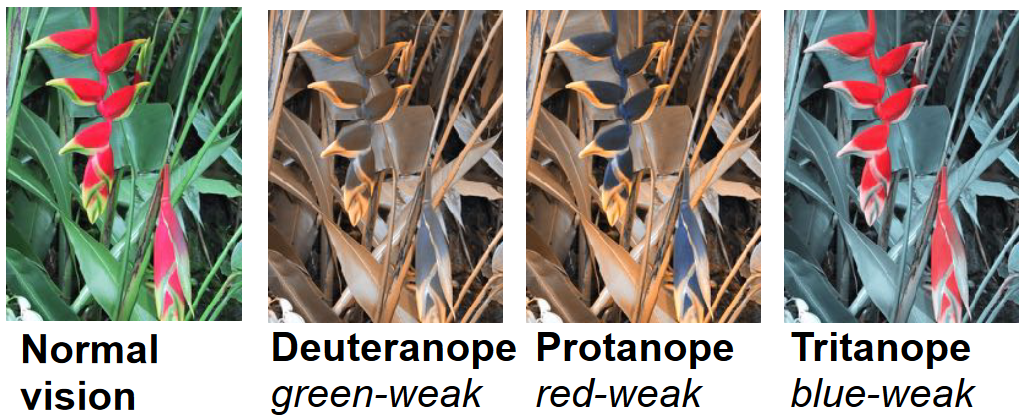 Normal vision
Deuteranope
green-weak
Protanope
red-weak
Tritanope
blue-weak